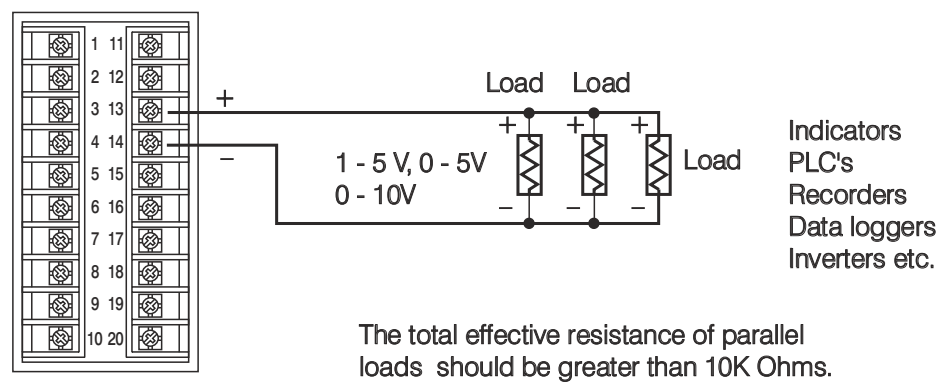 1 11
2 12
3 13
4 14
5 15
6 16
7 17
8 18
9 19
10 20
+
–
Load Load
+ + +
Load
– – –
1 - 5 V, 0 - 5V
0 - 10V
Indicators
PLC's
Recorders
Data loggers
Inverters etc.
The total effective resistance of parallel
loads should be greater than 10K Ohms.